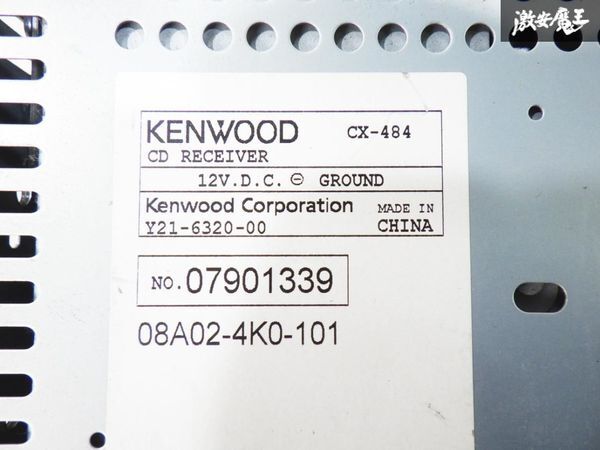 激安魔王
KENWOOD CX-484
CD RECEIVER
12V.D.C. ⊖ GROUND
Kenwood Corporation MADE IN
Y21-6320-00 CHINA
NO. 07901339
08A02-4K0-101